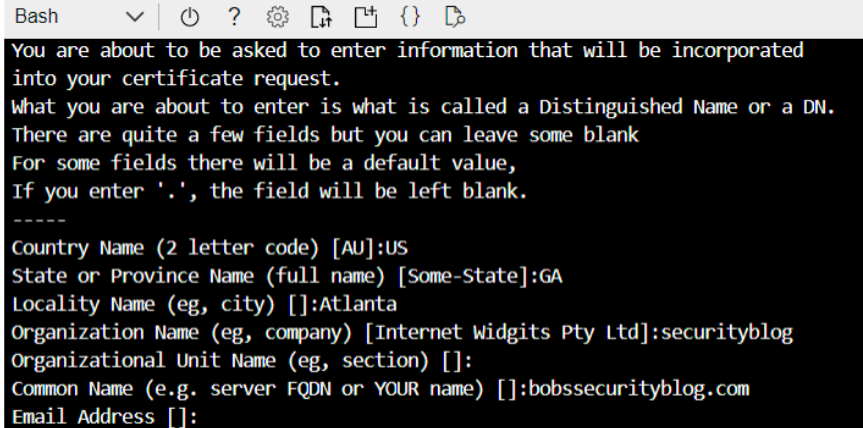 Bash ? {}
You are about to be asked to enter information that will be incorporated
into your certificate request.
What you are about to enter is what is called a Distinguished Name or a DN.
There are quite a few fields but you can leave some blank
For some fields there will be a default value,
If you enter '.', the field will be left blank.
-----
Country Name (2 letter code) [AU]:US
State or Province Name (full name) [Some-State]:GA
Locality Name (eg, city) []:Atlanta
Organization Name (eg, company) [Internet Widgits Pty Ltd]:securityblog
Organizational Unit Name (eg, section) []:
Common Name (e.g. server FQDN or YOUR name) []:bobssecurityblog.com
Email Address []: